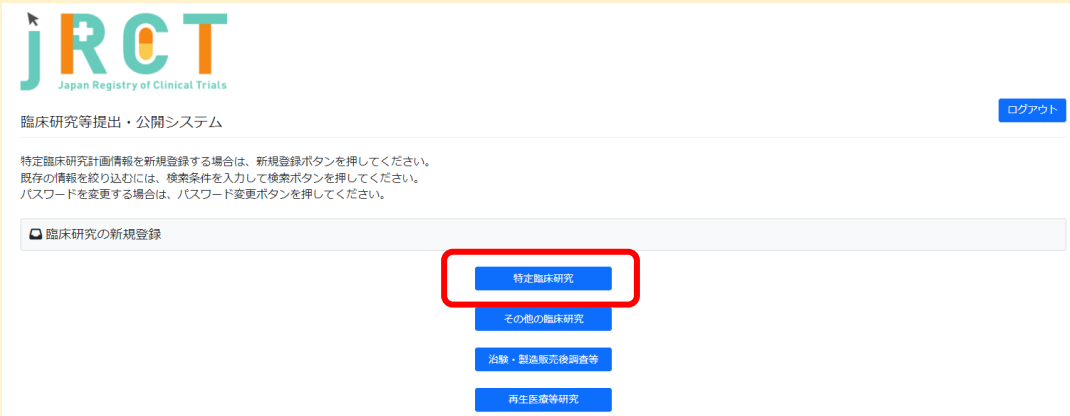 jRCT
Japan Registry of Clinical Trials
ログアウト
臨床研究等提出・公開システム
特定臨床研究計画情報を新規登録する場合は、新規登録ボタンを押してください。
既存の情報を絞り込むには、検索条件を入力して検索ボタンを押してください。
パスワードを変更する場合は、パスワード変更ボタンを押してください。
臨床研究の新規登録
特定臨床研究
その他の臨床研究
治験・製造販売後調査等
再生医療等研究